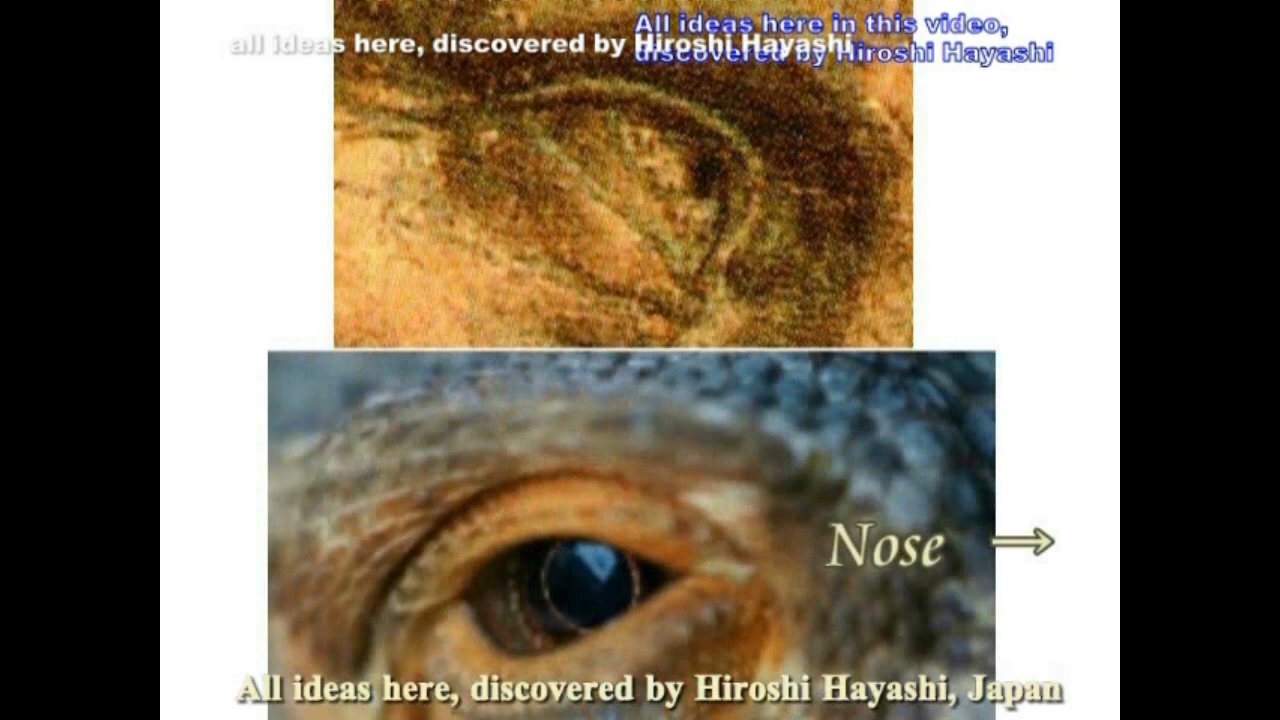 All ideas here in this video,
all ideas here, discovered by Hiroshi Hayashi
discovered by Hiroshi Hayashi
Nose
All ideas here, discovered by Hiroshi Hayashi, Japan